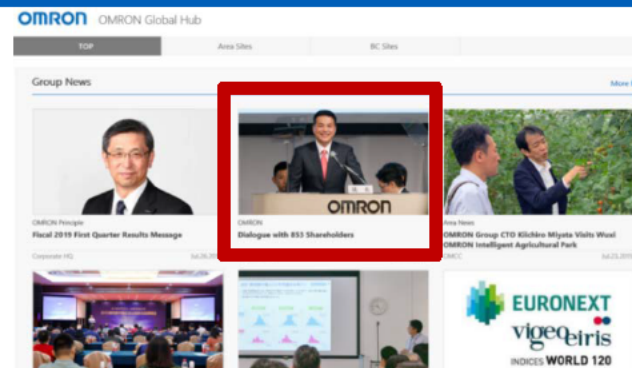 OMRON OMRON Global Hub
TOP Area Sites BC Sites
Group News
More
OMRON
OMRON Principle
Fiscal 2019 First Quarter Results Message
Corporate HQ
OMRON
Dialogue with 853 Shareholders
Area News
OMRON Group CTO Kiichiro Miyata Visits Wuxi
OMRON Intelligent Agricultural Park
EURONEXT
vigeoeiris
INDICES WORLD 120